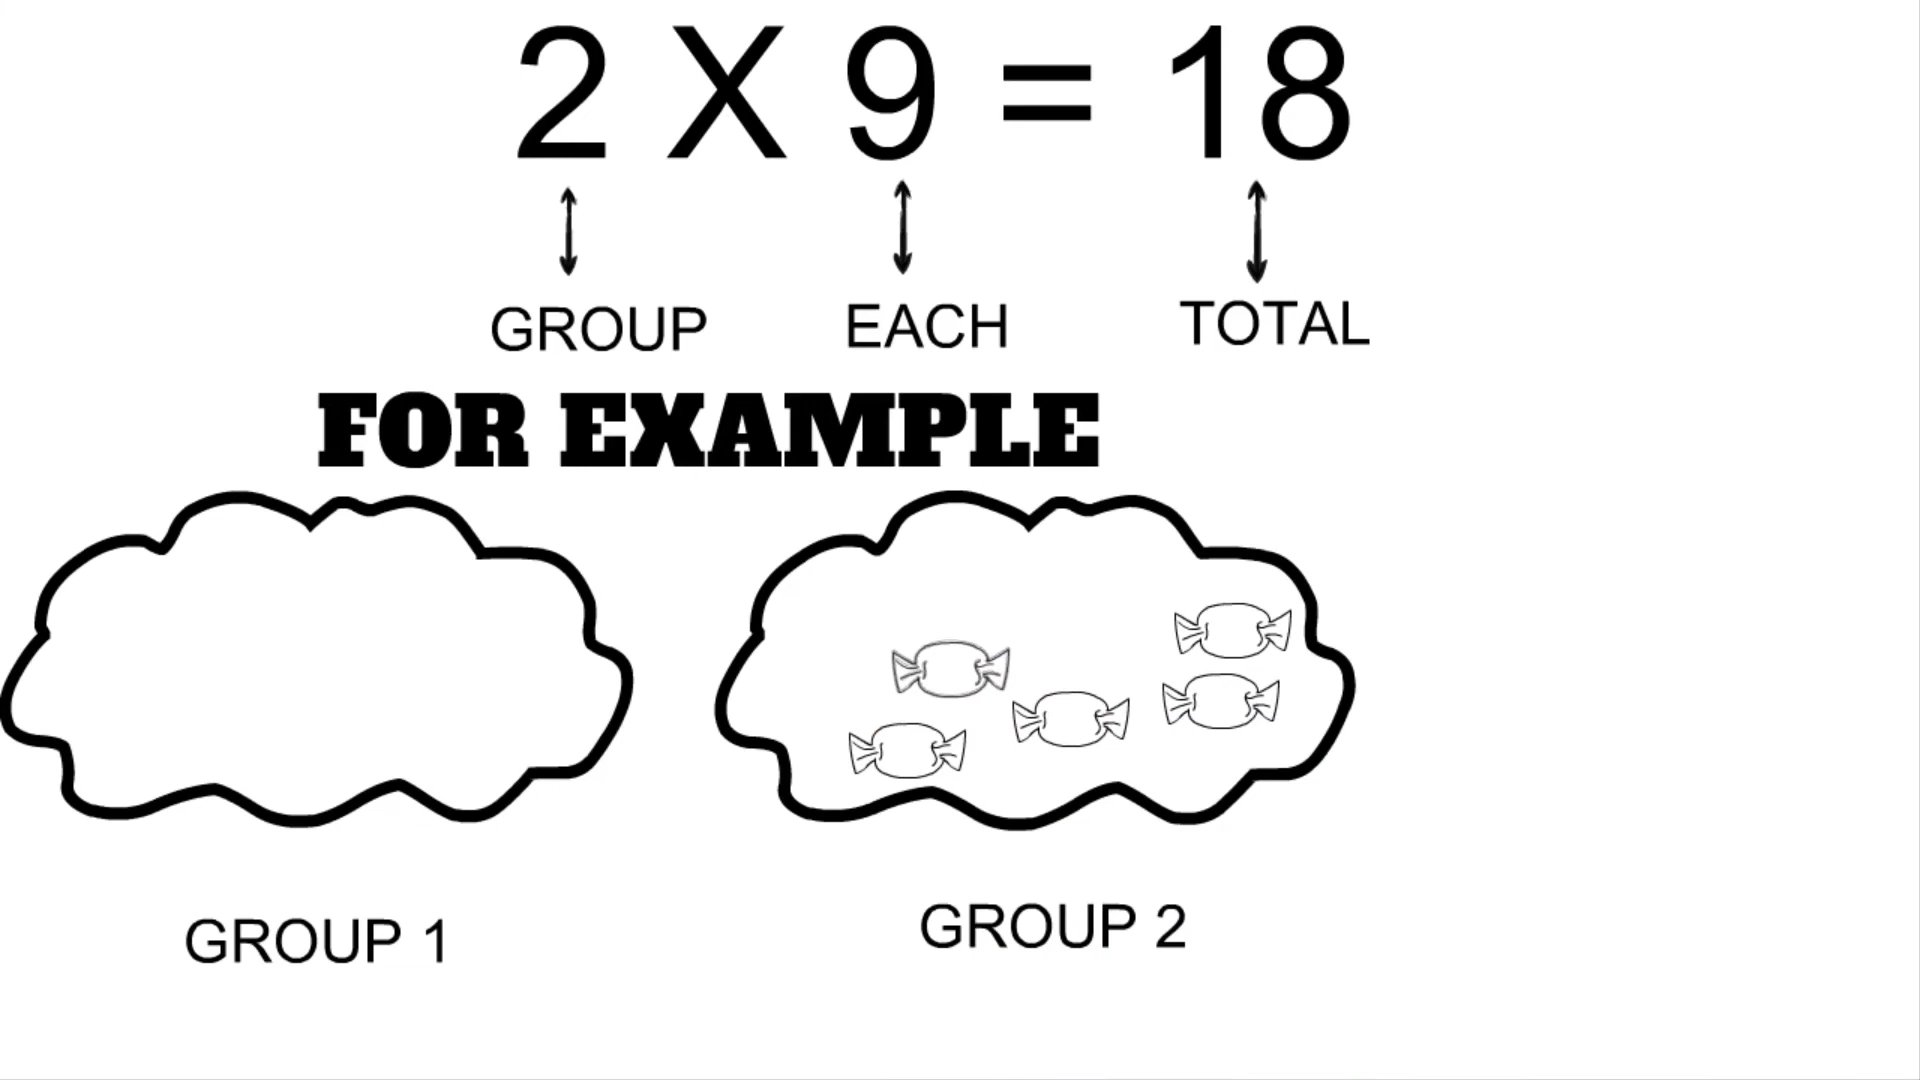 2 X 9 = 18
GROUP EACH TOTAL
FOR EXAMPLE
GROUP 1 GROUP 2